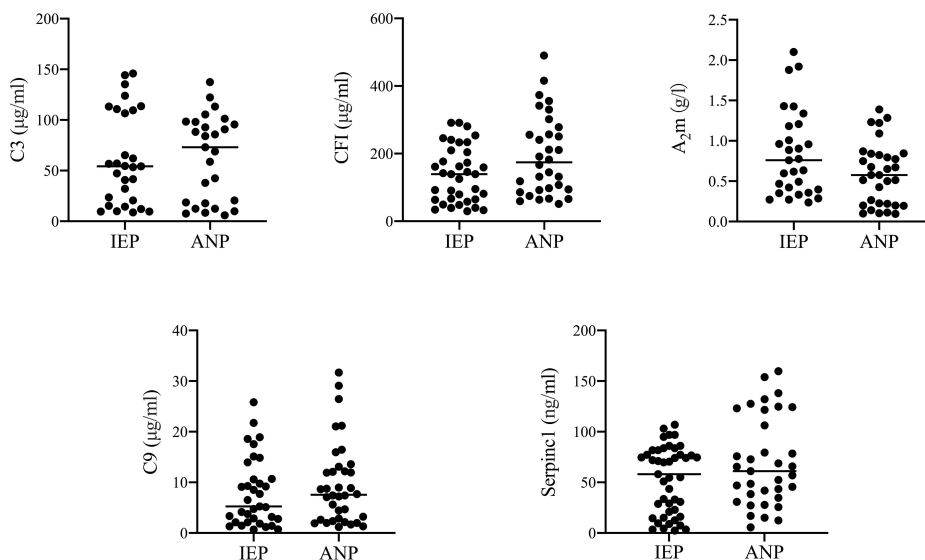 C3 (μg/ml)
200
150
100
50
0
IEP
ANP
CFI (μg/ml)
600
400
200
0
IEP
ANP
A₂m (g/l)
2.5
2.0
1.5
1.0
0.5
0.0
IEP
ANP
C9 (μg/ml)
40
30
20
10
0
IEP
ANP
Serpinc1 (ng/ml)
200
150
100
50
0
IEP
ANP